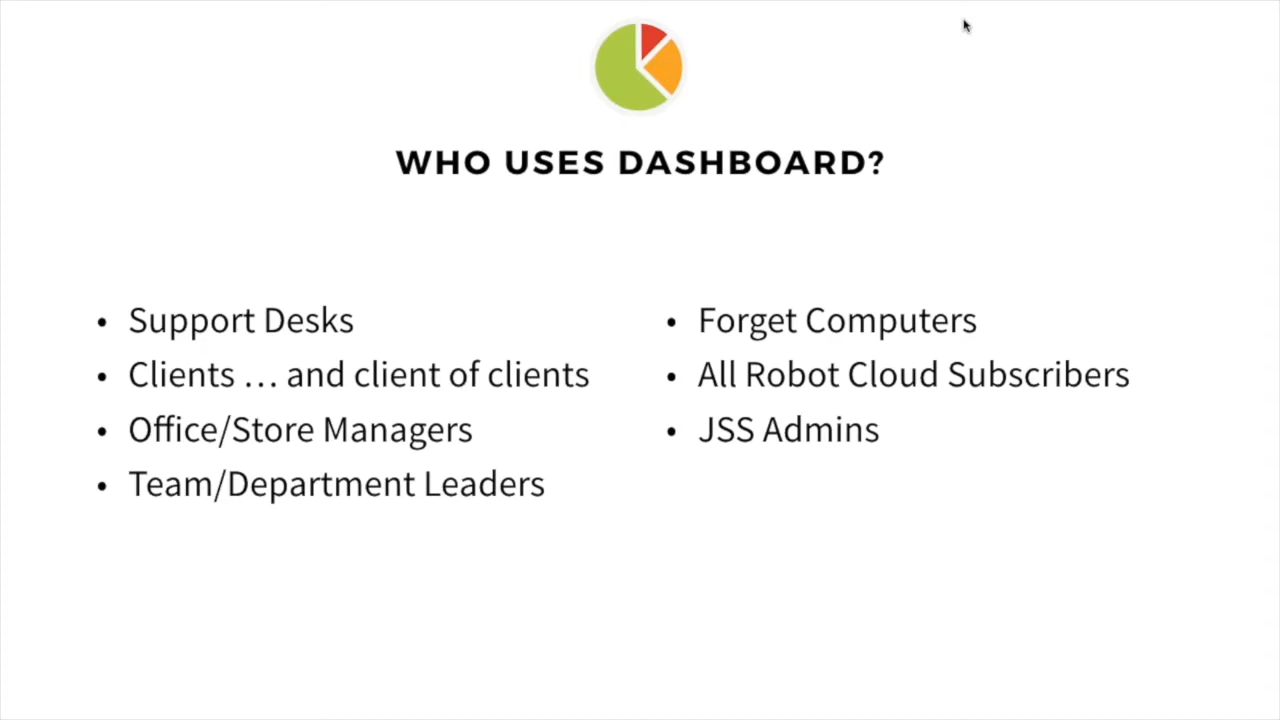 WHO USES DASHBOARD?
• Support Desks
• Clients … and client of clients
• Office/Store Managers
• Team/Department Leaders
• Forget Computers
• All Robot Cloud Subscribers
• JSS Admins